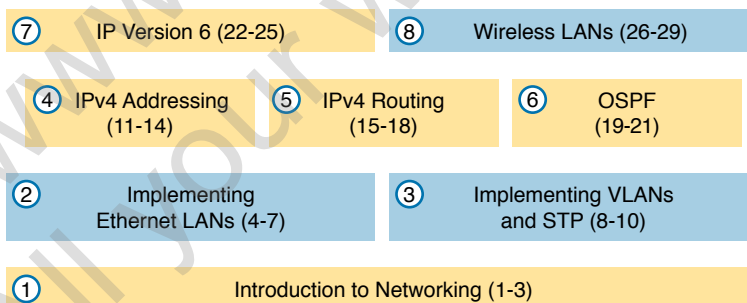 7 IP Version 6 (22-25)
8 Wireless LANs (26-29)
4 IPv4 Addressing
(11-14)
5 IPv4 Routing
(15-18)
6 OSPF
(19-21)
2 Implementing
Ethernet LANs (4-7)
3 Implementing VLANs
and STP (8-10)
1 Introduction to Networking (1-3)